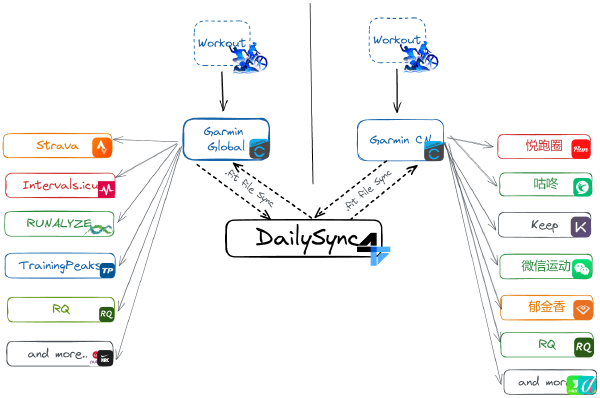 Workout
Workout
Garmin
Global
Garmin CN
Strava
Intervals.icu
RUNALYZE
TrainingPeaks
TP
RQ
RQ
and more..
.fit file Sync
.fit file Sync
DailySync
悦跑圈
Run
咕咚
Keep
微信运动
郁金香
RQ
RQ
and more